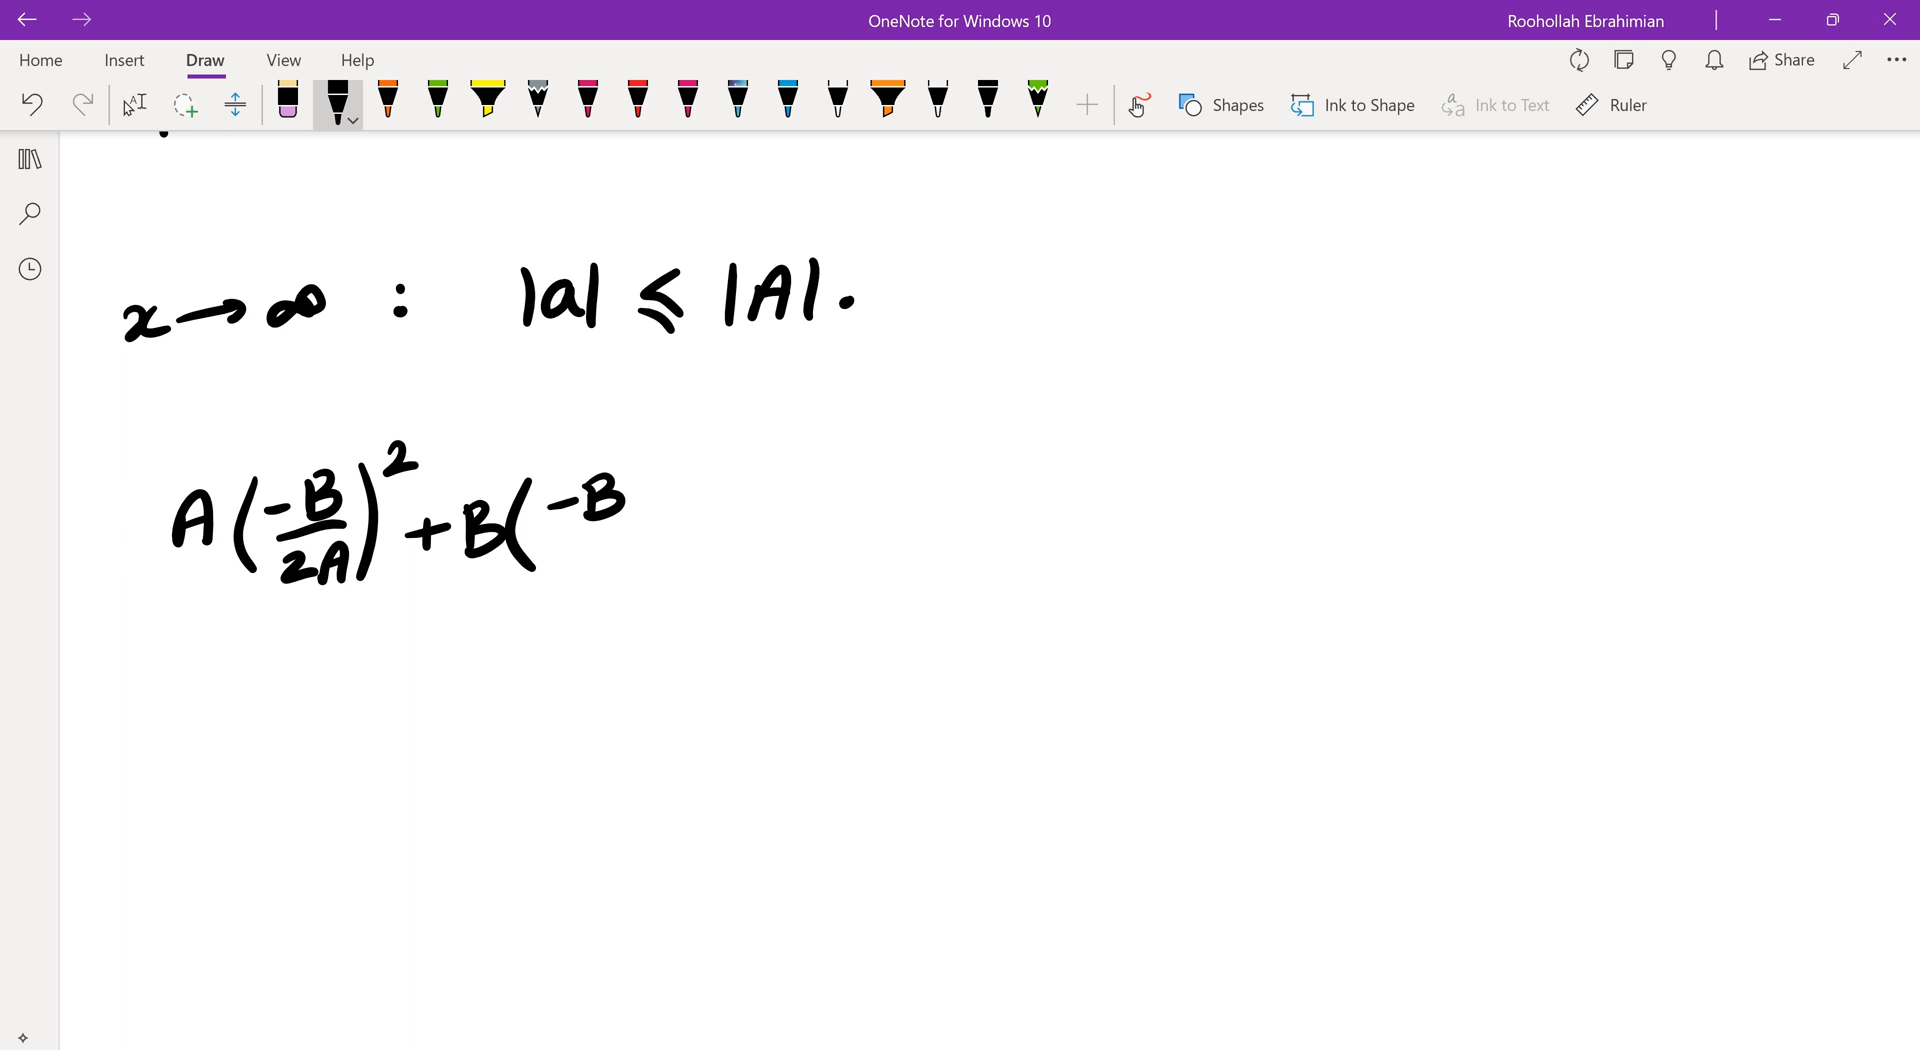 OneNote for Windows 10
Roohollah Ebrahimian
Home Insert Draw View Help
Share
Shapes Ink to Shape Ink to Text Ruler
x → ∞ : |a| ≤ |A|.
A(-B/2A)² + B(-B